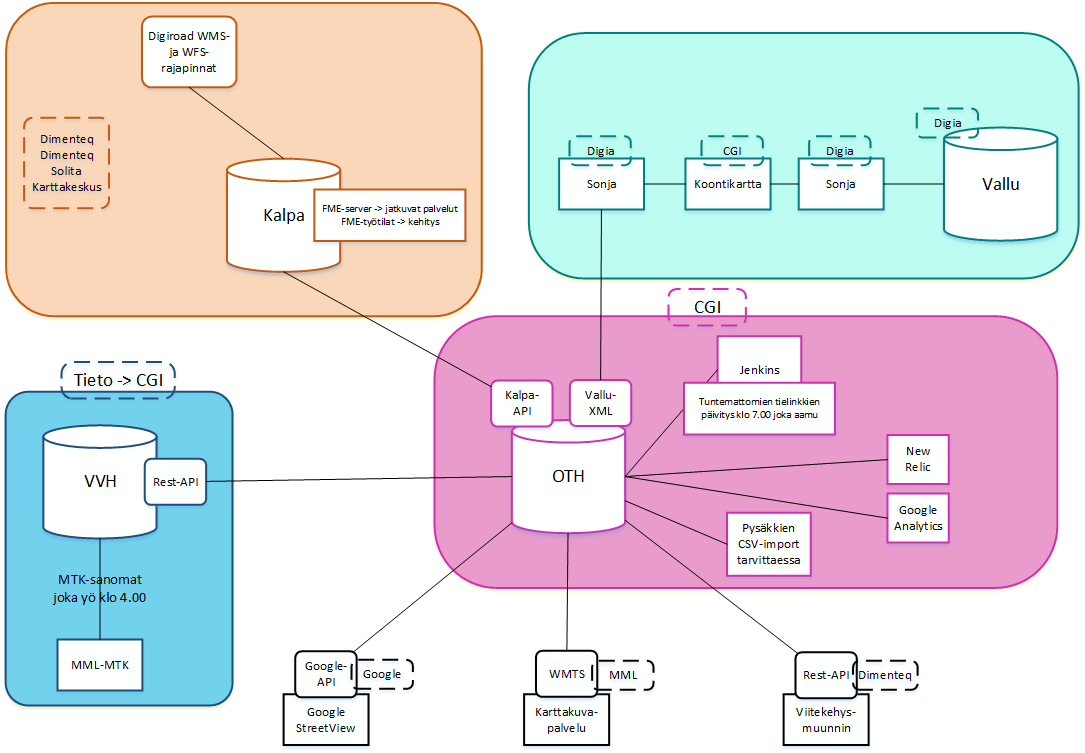 Digiroad WMS-
ja WFS-
rajapinnat
Dimenteq
Dimenteq
Solita
Karttakeskus
Kalpa
FME-server -> jatkuvat palvelut
FME-työtilat -> kehitys
Digia
Sonja
CGI
Koontikartta
Digia
Sonja
Digia
Vallu
CGI
Kalpa-
API
Vallu-
XML
Jenkins
Tuntemattomien tielinkkien
päivitys klo 7.00 joka aamu
OTH
New
Relic
Google
Analytics
Pysäkkien
CSV-import
tarvittaessa
Tieto -> CGI
VVH
Rest-API
MTK-sanomat
joka yö klo 4.00
MML-MTK
Google-
API
Google
Google
StreetView
WMTS
MML
Karttakuva-
palvelu
Rest-API
Dimenteq
Viitekehys-
muunnin